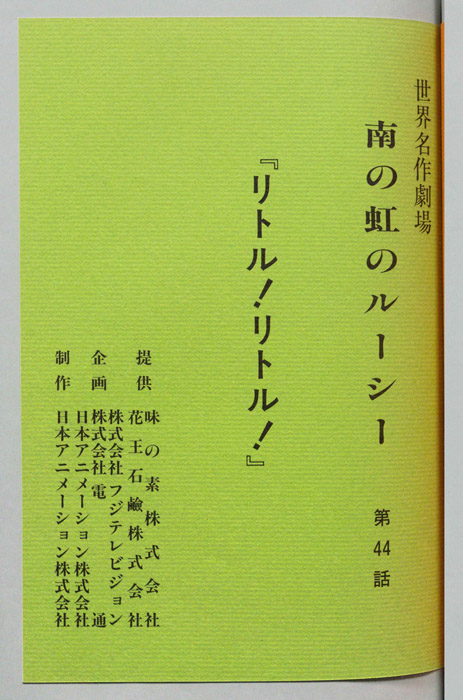 世界名作劇場
南の虹のルーシー 第44話
『リトル!リトル!』
提供 味の素株式会社
花王石鹼株式会社
企画 株式会社フジテレビジョン
株式会社電通
日本アニメーション株式会社
制作 日本アニメーション株式会社